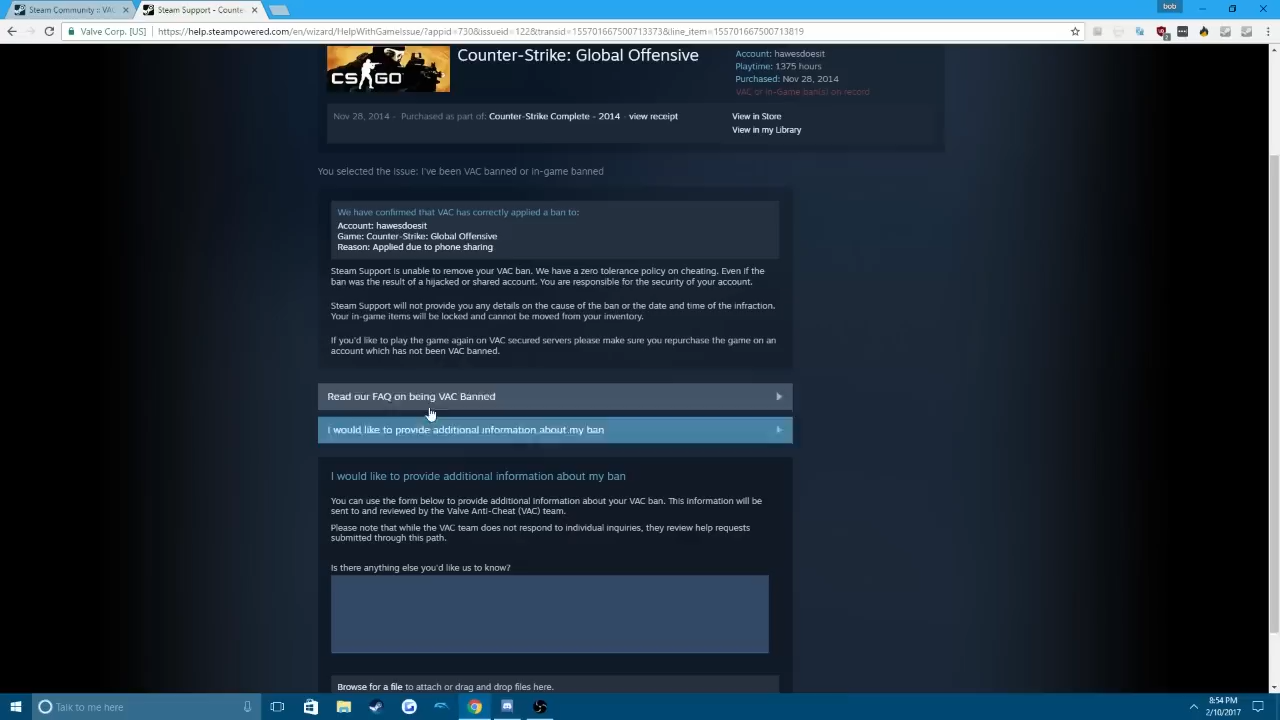 Steam Community :: VAC
Steam Support - Counte
bob
Valve Corp. [US]
https://help.steampowered.com/en/wizard/HelpWithGameIssue/?appid=730&issueid=122&transid=155701667500713373&line_item=155701667500713819
CS GO
Counter-Strike: Global Offensive
Account: hawesdoesit
Playtime: 1375 hours
Purchased: Nov 28, 2014
VAC or in-Game ban(s) on record
Nov 28, 2014 - Purchased as part of: Counter-Strike Complete - 2014 - view receipt
View in Store
View in my Library
You selected the issue: I've been VAC banned or in-game banned
We have confirmed that VAC has correctly applied a ban to:
Account: hawesdoesit
Game: Counter-Strike: Global Offensive
Reason: Applied due to phone sharing
Steam Support is unable to remove your VAC ban. We have a zero tolerance policy on cheating. Even if the
ban was the result of a hijacked or shared account. You are responsible for the security of your account.
Steam Support will not provide you any details on the cause of the ban or the date and time of the infraction.
Your in-game items will be locked and cannot be moved from your inventory.
If you'd like to play the game again on VAC secured servers please make sure you repurchase the game on an
account which has not been VAC banned.
Read our FAQ on being VAC Banned
I would like to provide additional information about my ban
I would like to provide additional information about my ban
You can use the form below to provide additional information about your VAC ban. This information will be
sent to and reviewed by the Valve Anti-Cheat (VAC) team.
Please note that while the VAC team does not respond to individual inquiries, they review help requests
submitted through this path.
Is there anything else you'd like us to know?
Browse for a file to attach or drag and drop files here.
Talk to me here
8:54 PM
2/10/2017